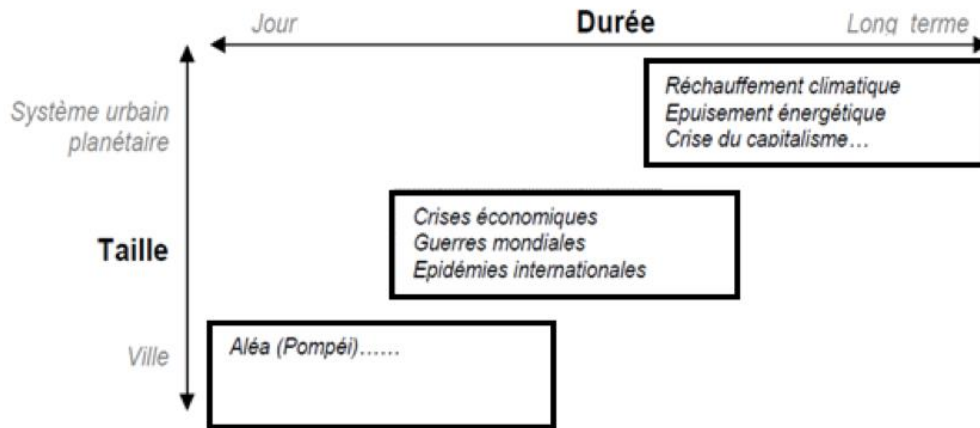 Jour Durée Long terme
Système urbain
planétaire
Réchauffement climatique
Epuisement énergétique
Crise du capitalisme…
Taille
Crises économiques
Guerres mondiales
Epidémies internationales
Ville
Aléa (Pompéi)……